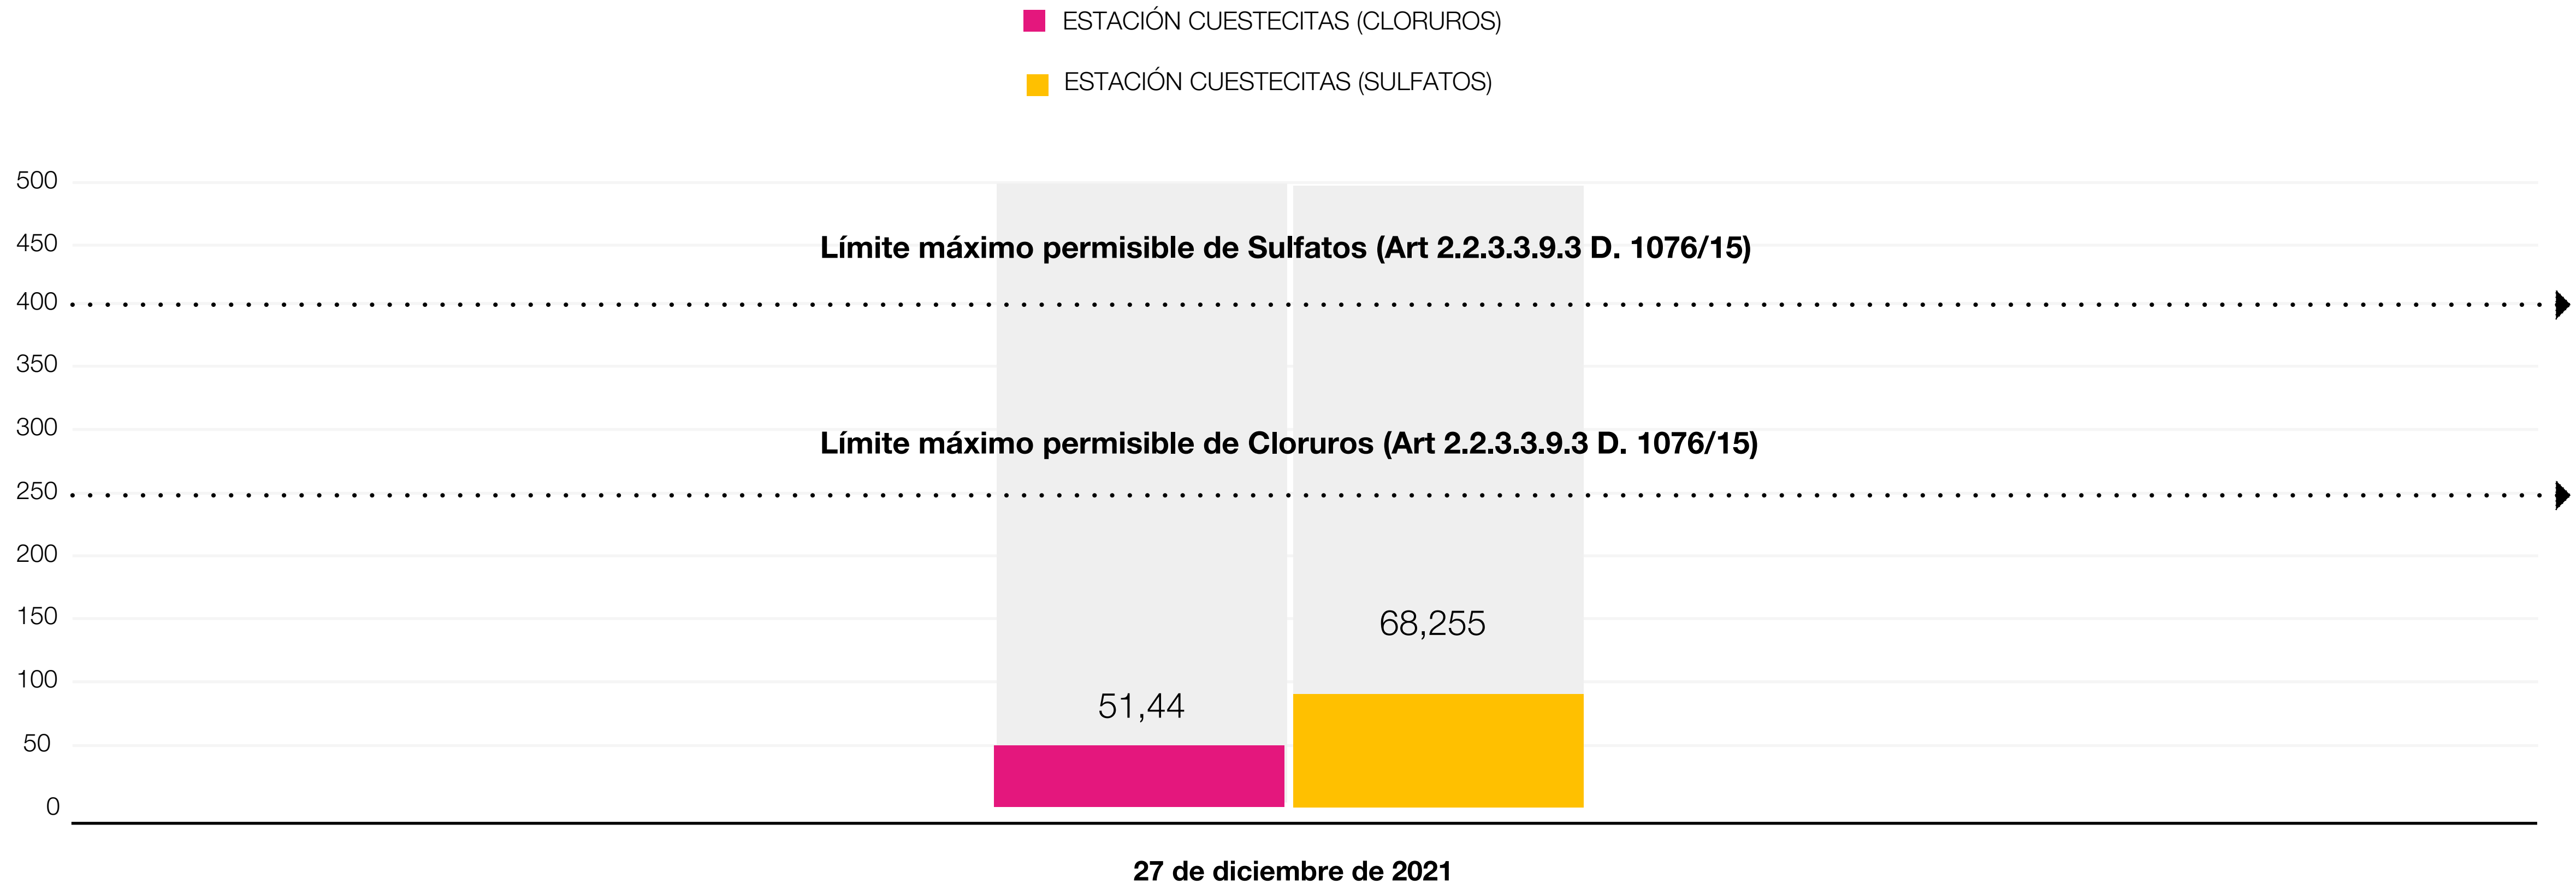 ESTACIÓN CUESTECITAS (CLORUROS)
ESTACIÓN CUESTECITAS (SULFATOS)
500
450
Límite máximo permisible de Sulfatos (Art 2.2.3.3.9.3 D. 1076/15)
400
350
300
Límite máximo permisible de Cloruros (Art 2.2.3.3.9.3 D. 1076/15)
250
200
150
68,255
100
51,44
50
0
27 de diciembre de 2021